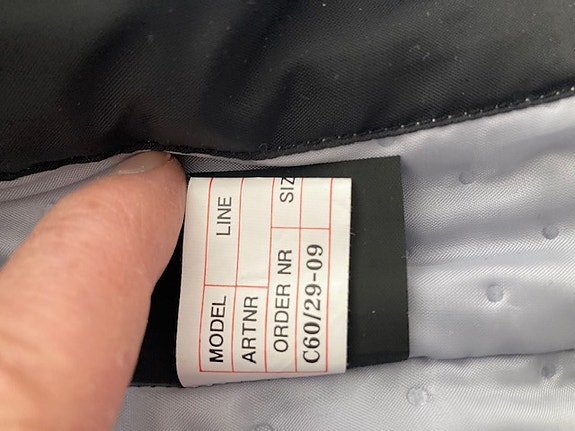 MODEL LINE
ARTNR
ORDER NR SIZ
C60/29-09